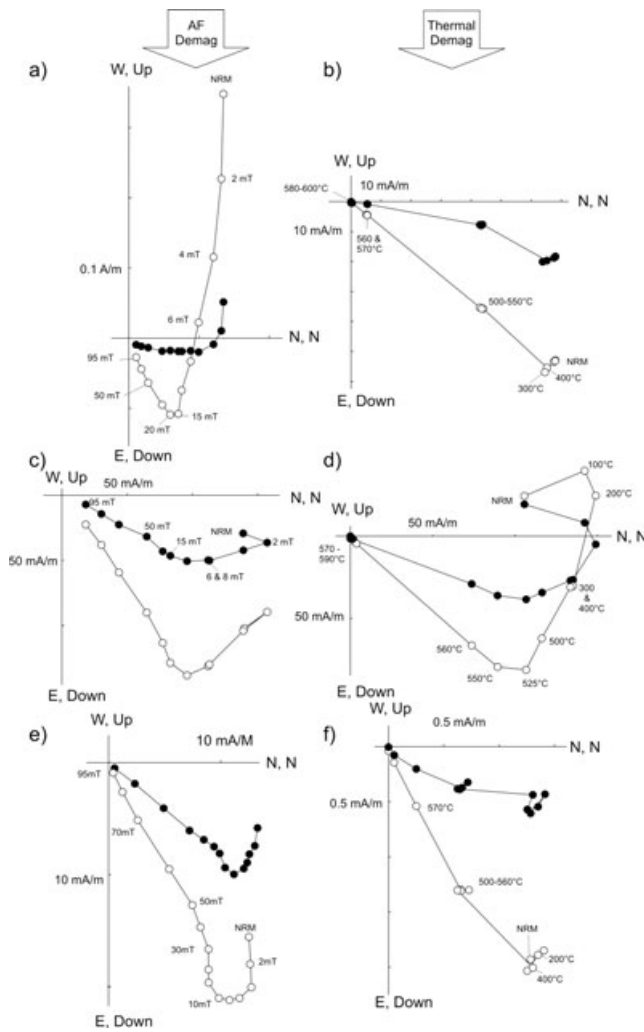 AF
Demag
Thermal
Demag
a)
W, Up
NRM
2 mT
4 mT
0.1 A/m
6 mT
N, N
95 mT
50 mT
20 mT
15 mT
E, Down
b)
W, Up
580-600°C
10 mA/m
N, N
10 mA/m
560 &
570°C
500-550°C
NRM
300°C
400°C
E, Down
c)
W, Up
50 mA/m
N, N
95 mT
50 mT
15 mT
NRM
2 mT
50 mA/m
6 & 8 mT
E, Down
d)
100°C
NRM
200°C
W, Up
50 mA/m
N, N
570 -
590°C
300
&
400°C
50 mA/m
500°C
560°C
550°C
525°C
E, Down
e)
W, Up
10 mA/M
N, N
95mT
70mT
10 mA/m
50mT
NRM
30mT
2mT
10mT
E, Down
f)
W, Up
0.5 mA/m
N, N
0.5 mA/m
570°C
500-560°C
NRM
200°C
400°C
E, Down